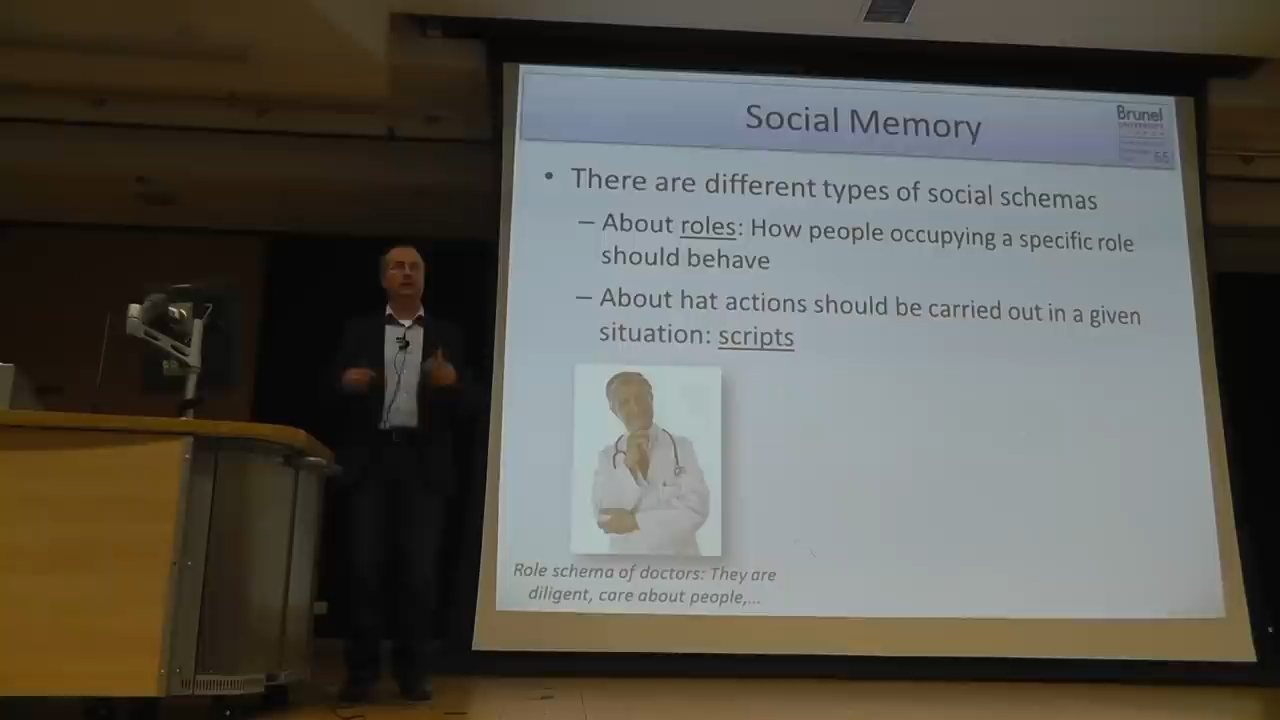 Social Memory
Brunel
UNIVERSITY
65
• There are different types of social schemas
– About roles: How people occupying a specific role
should behave
– About hat actions should be carried out in a given
situation: scripts
Role schema of doctors: They are
diligent, care about people,...